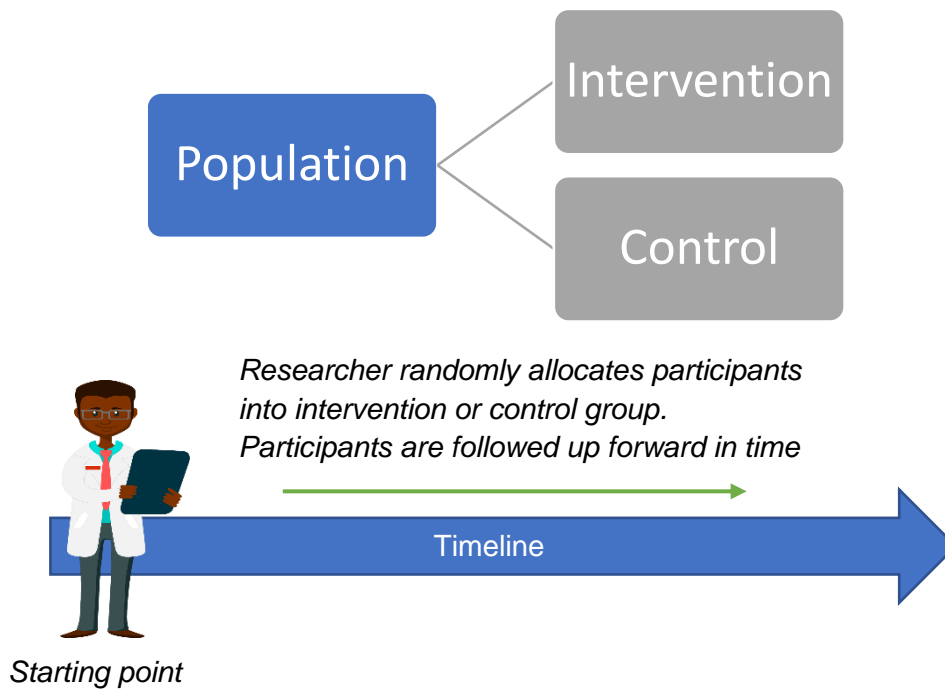 Intervention
Population
Control
Researcher randomly allocates participants
into intervention or control group.
Participants are followed up forward in time
Timeline
Starting point